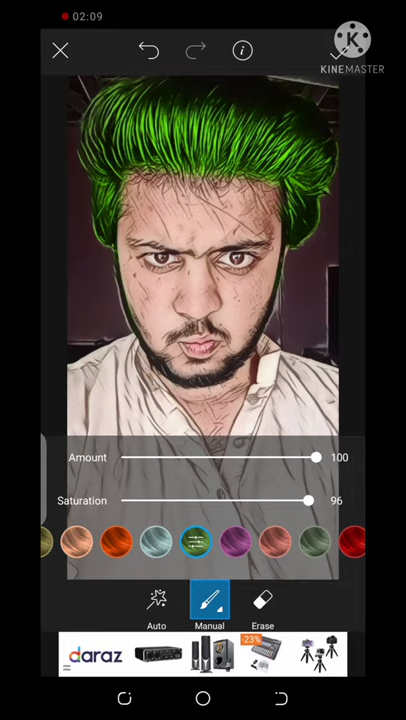 02:09
K
KINEMASTER
Amount 100
Saturation 96
Auto Manual Erase
daraz
-23%